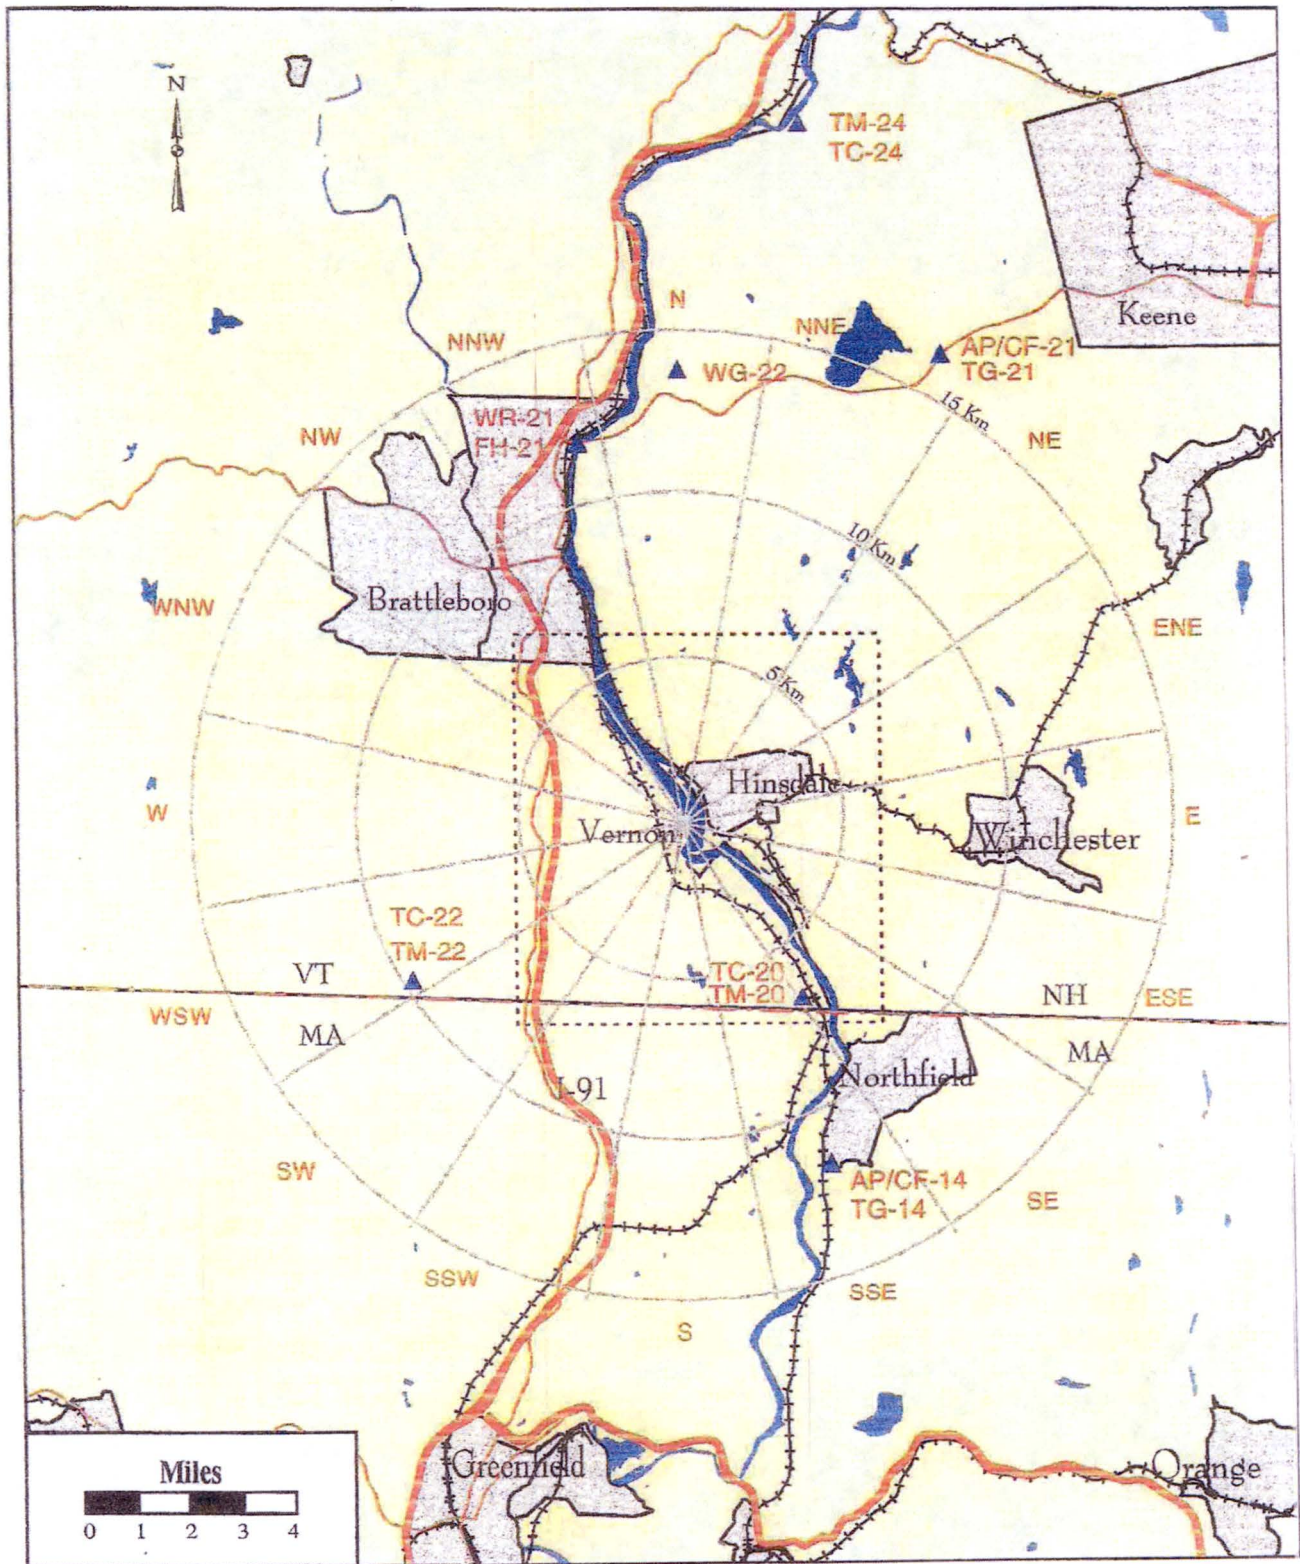 N
TM-24
TC-24
Keene
N
NNE
NNW
AP/CF-21
TG-21
WG-22
15 Km
WR-21
FH-21
NW
NE
10 Km
Brattleboro
WNW
ENE
5 Km
Hinsdale
W
E
Vernon
Winchester
TC-22
TM-22
VT
TC-20
TM-20
NH
ESE
WSW
MA
MA
Northfield
I-91
SW
AP/CF-14
TG-14
SE
SSW
SSE
S
Miles
0 1 2 3 4
Greenfield
Orange